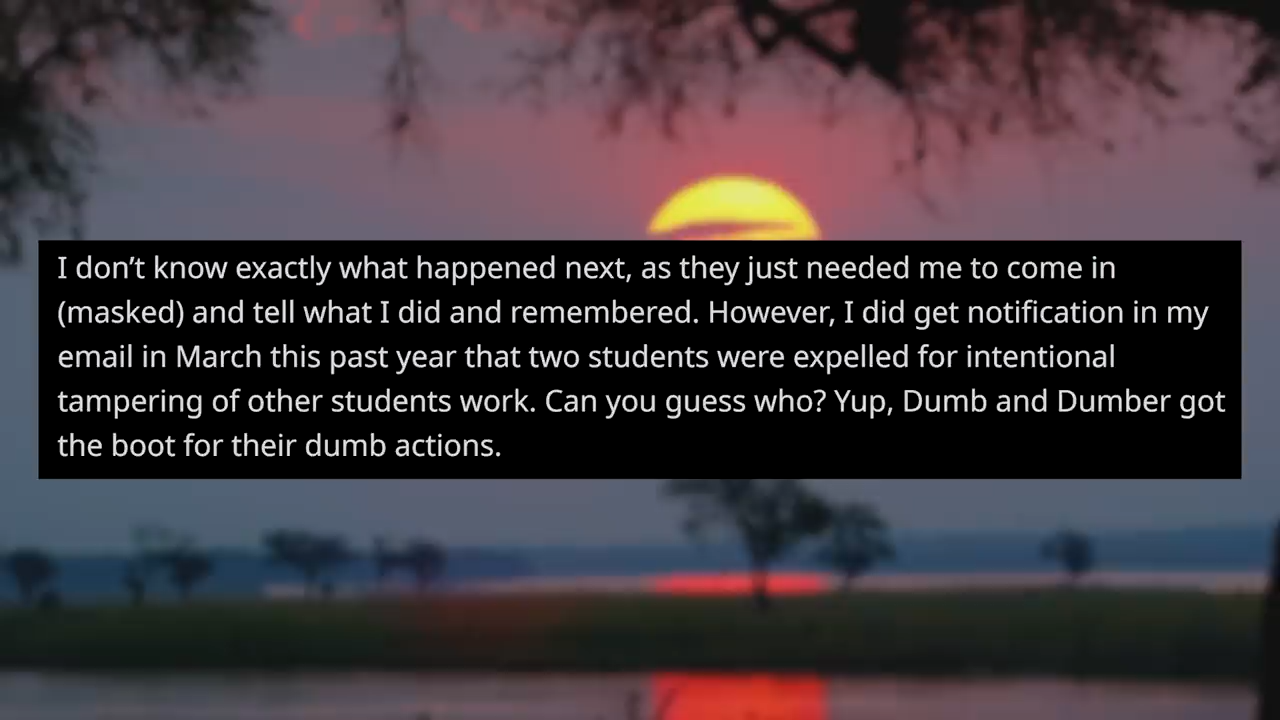 I don’t know exactly what happened next, as they just needed me to come in
(masked) and tell what I did and remembered. However, I did get notification in my
email in March this past year that two students were expelled for intentional
tampering of other students work. Can you guess who? Yup, Dumb and Dumber got
the boot for their dumb actions.